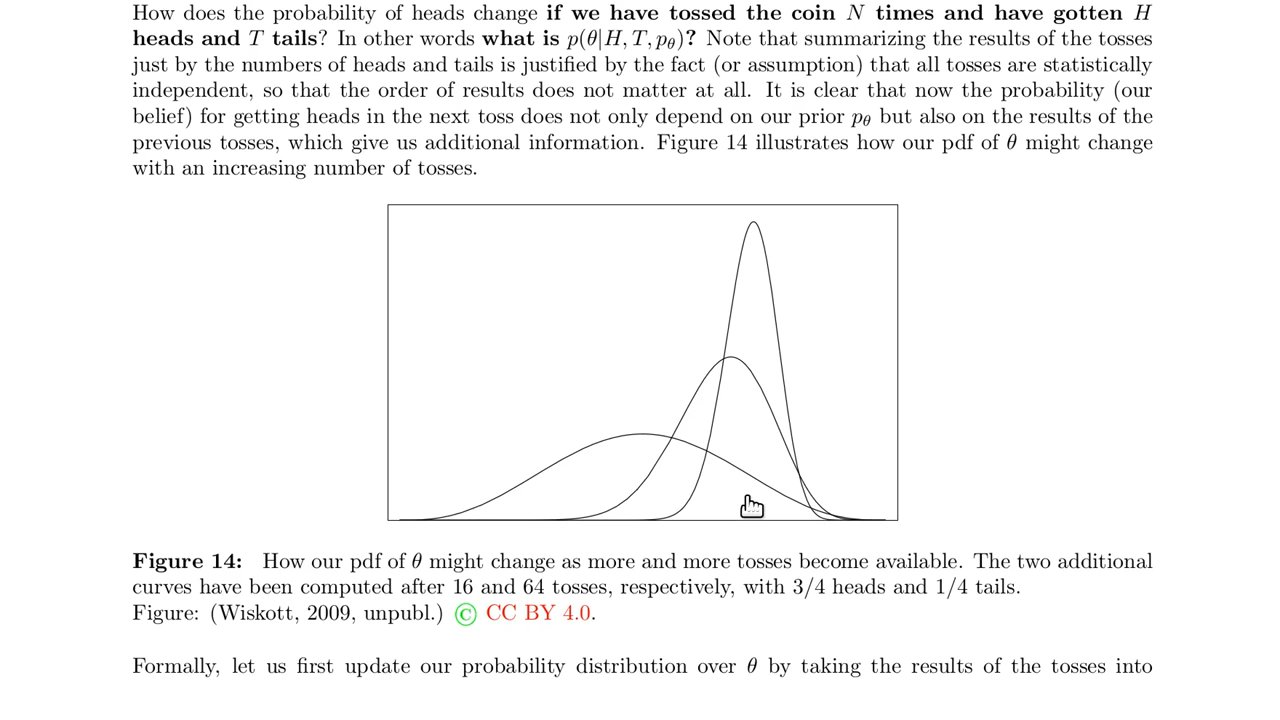 How does the probability of heads change if we have tossed the coin N times and have gotten H
heads and T tails? In other words what is p(θ|H, T, pθ)? Note that summarizing the results of the tosses
just by the numbers of heads and tails is justified by the fact (or assumption) that all tosses are statistically
independent, so that the order of results does not matter at all. It is clear that now the probability (our
belief) for getting heads in the next toss does not only depend on our prior pθ but also on the results of the
previous tosses, which give us additional information. Figure 14 illustrates how our pdf of θ might change
with an increasing number of tosses.
Figure 14: How our pdf of θ might change as more and more tosses become available. The two additional
curves have been computed after 16 and 64 tosses, respectively, with 3/4 heads and 1/4 tails.
Figure: (Wiskott, 2009, unpubl.) © CC BY 4.0.
Formally, let us first update our probability distribution over θ by taking the results of the tosses into